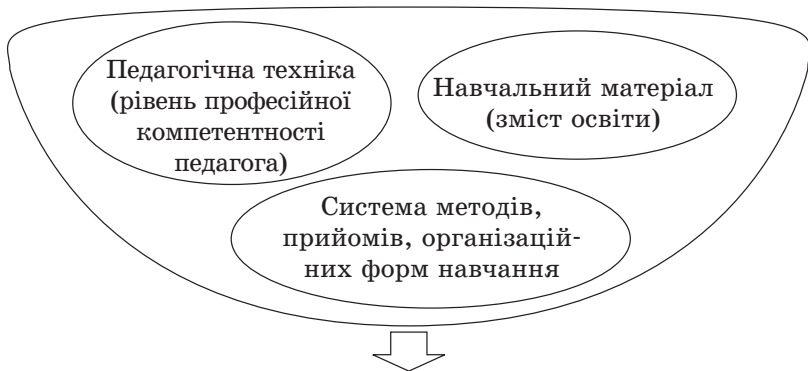 Педагогічна техніка
(рівень професійної
компетентності
педагога)
Навчальний матеріал
(зміст освіти)
Система методів,
прийомів, організацій-
них форм навчання